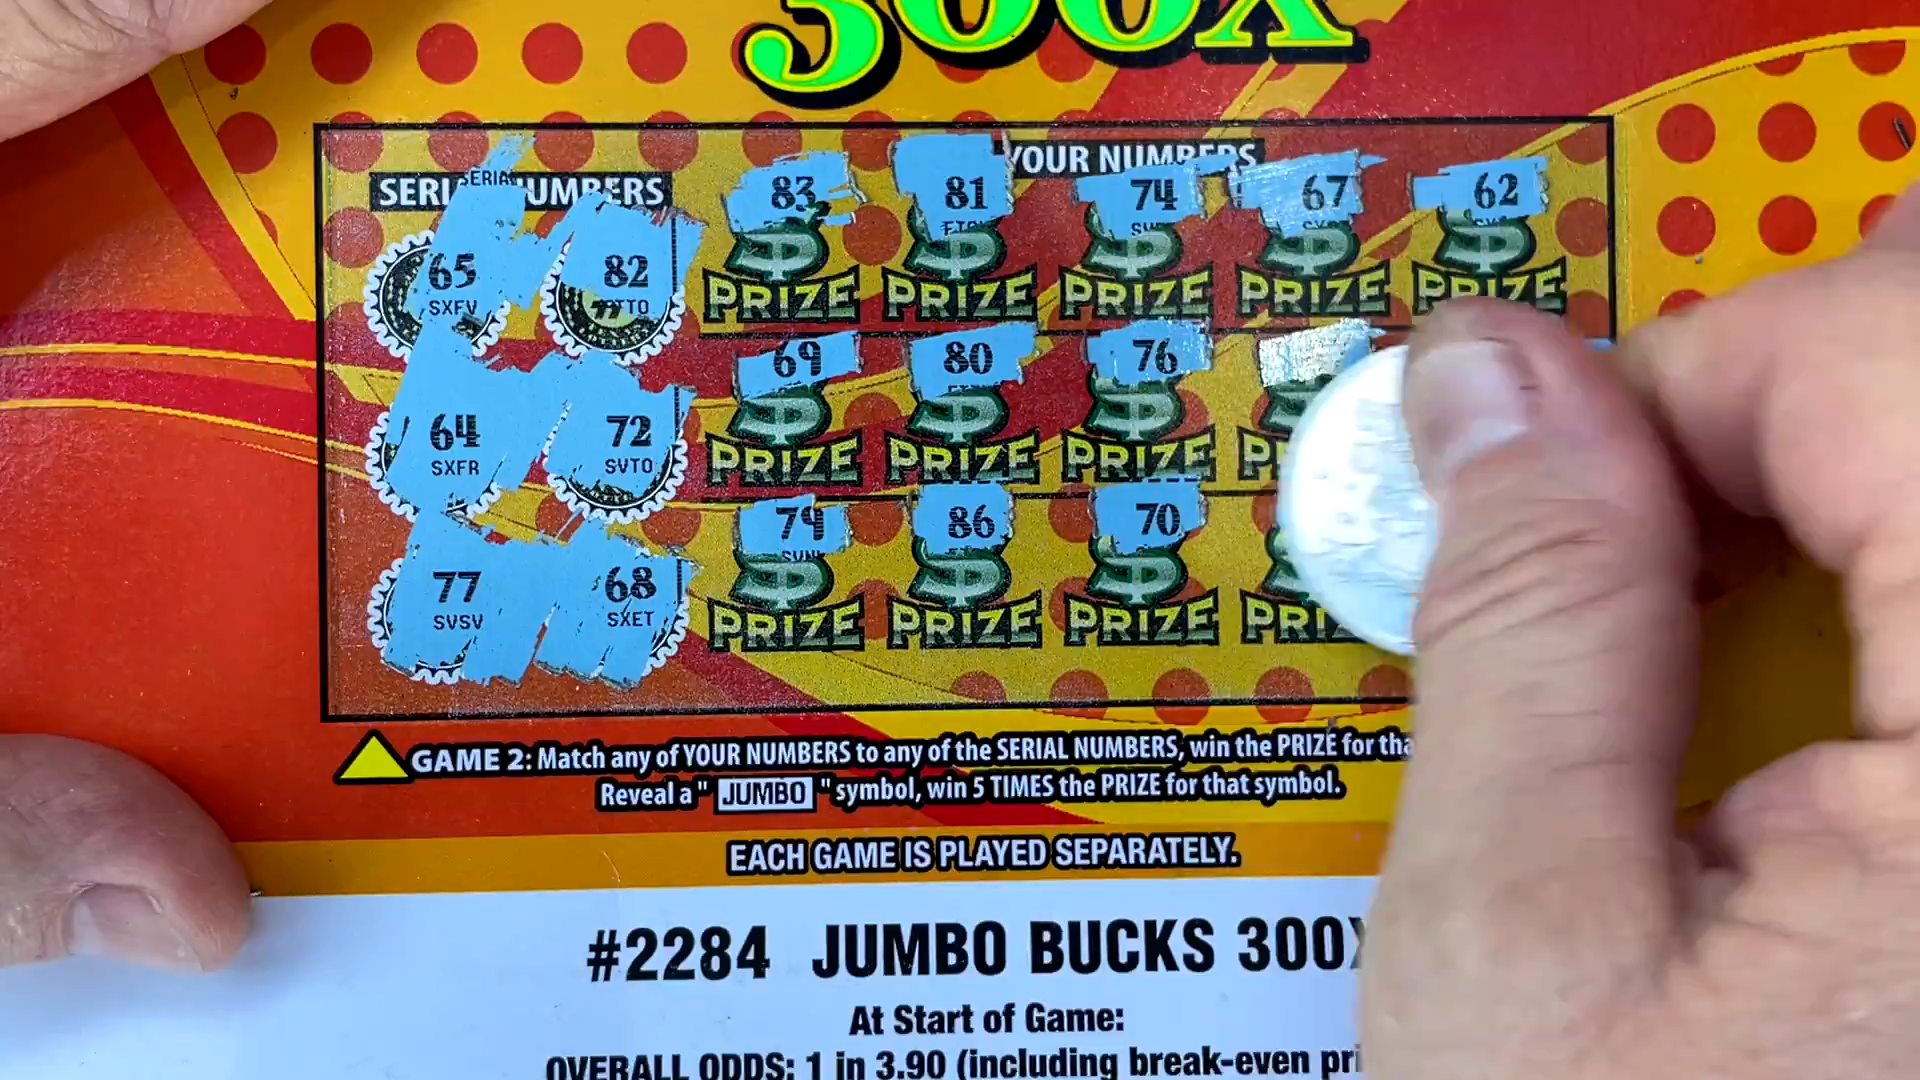 300X
SERIAL NUMBERS
YOUR NUMBERS
83 81 74 67 62
PRIZE PRIZE PRIZE PRIZE PRIZE
65 82
SXFV TTO
69 80 76
PRIZE PRIZE PRIZE
64 72
SXFR SVTO
79 86 70
PRIZE PRIZE PRIZE
77 68
SVSV SXET
GAME 2: Match any of YOUR NUMBERS to any of the SERIAL NUMBERS, win the PRIZE for
Reveal a "JUMBO" symbol, win 5 TIMES the PRIZE for that symbol.
EACH GAME IS PLAYED SEPARATELY.
#2284 JUMBO BUCKS 300X
At Start of Game:
OVERALL ODDS: 1 in 3.90 (including break-even